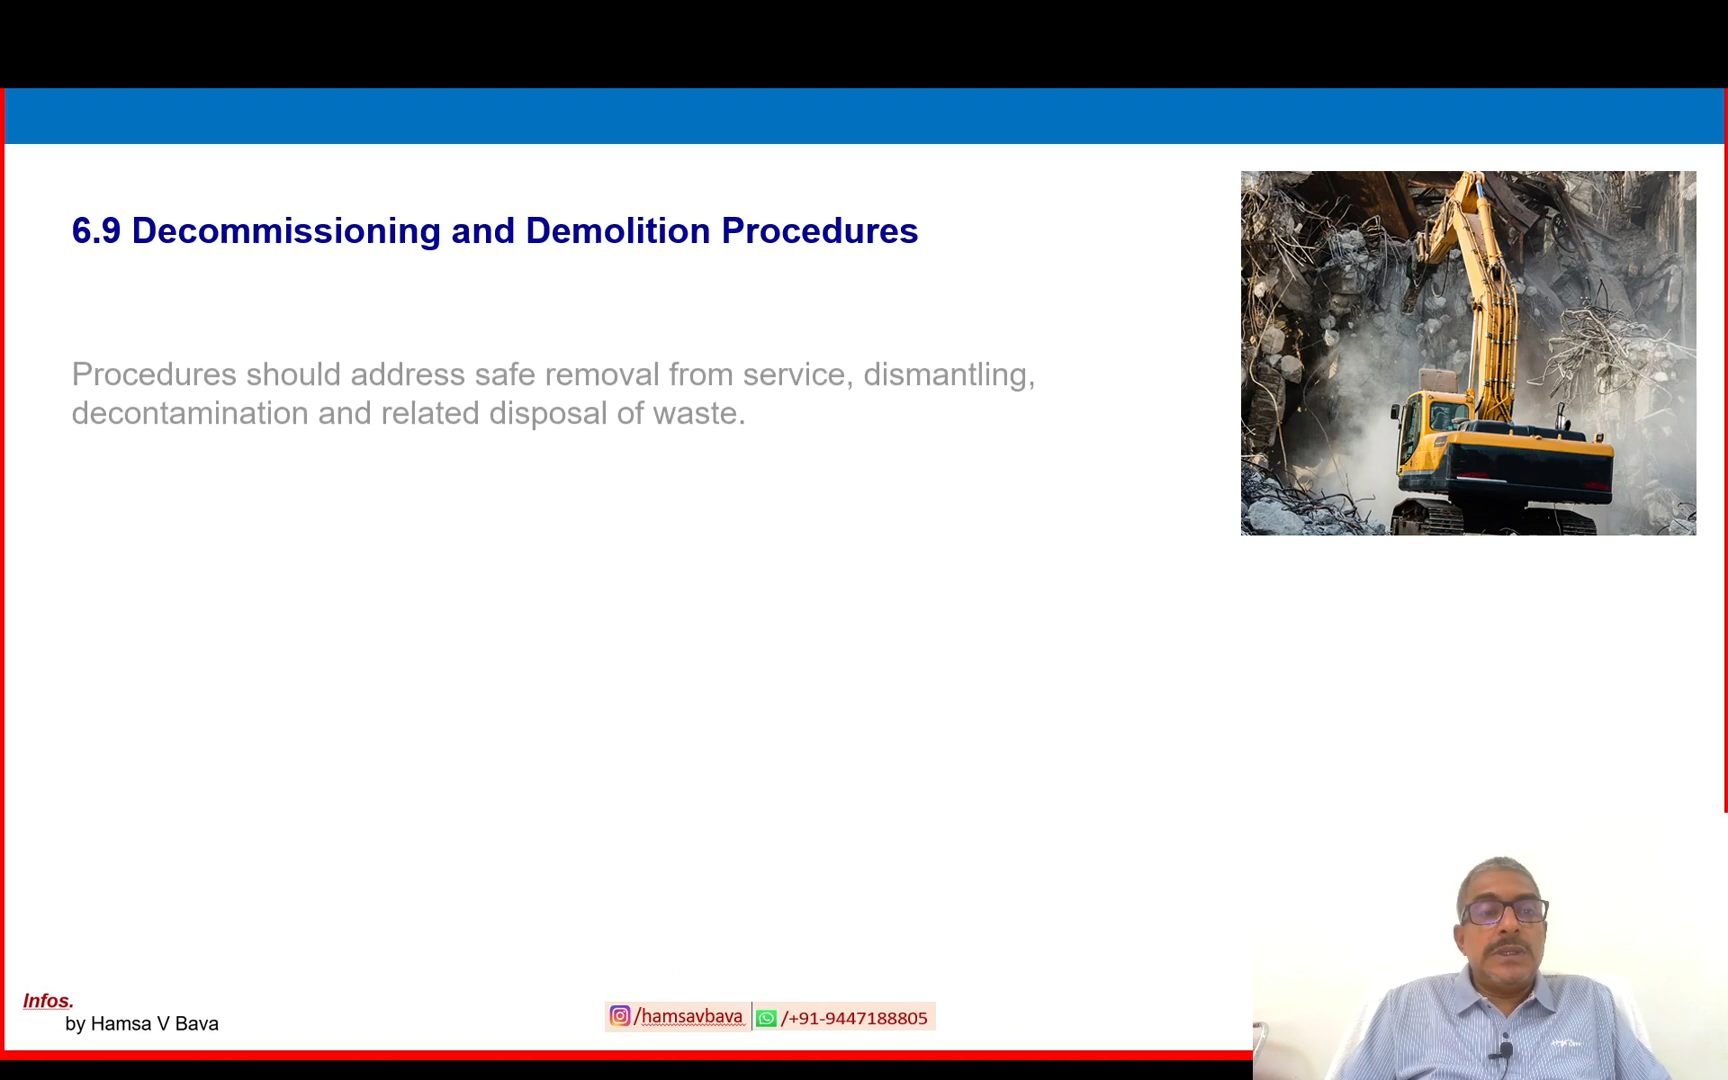 6.9 Decommissioning and Demolition Procedures
Procedures should address safe removal from service, dismantling,
decontamination and related disposal of waste.
Infos.
by Hamsa V Bava
/hamsavbava /+91-9447188805